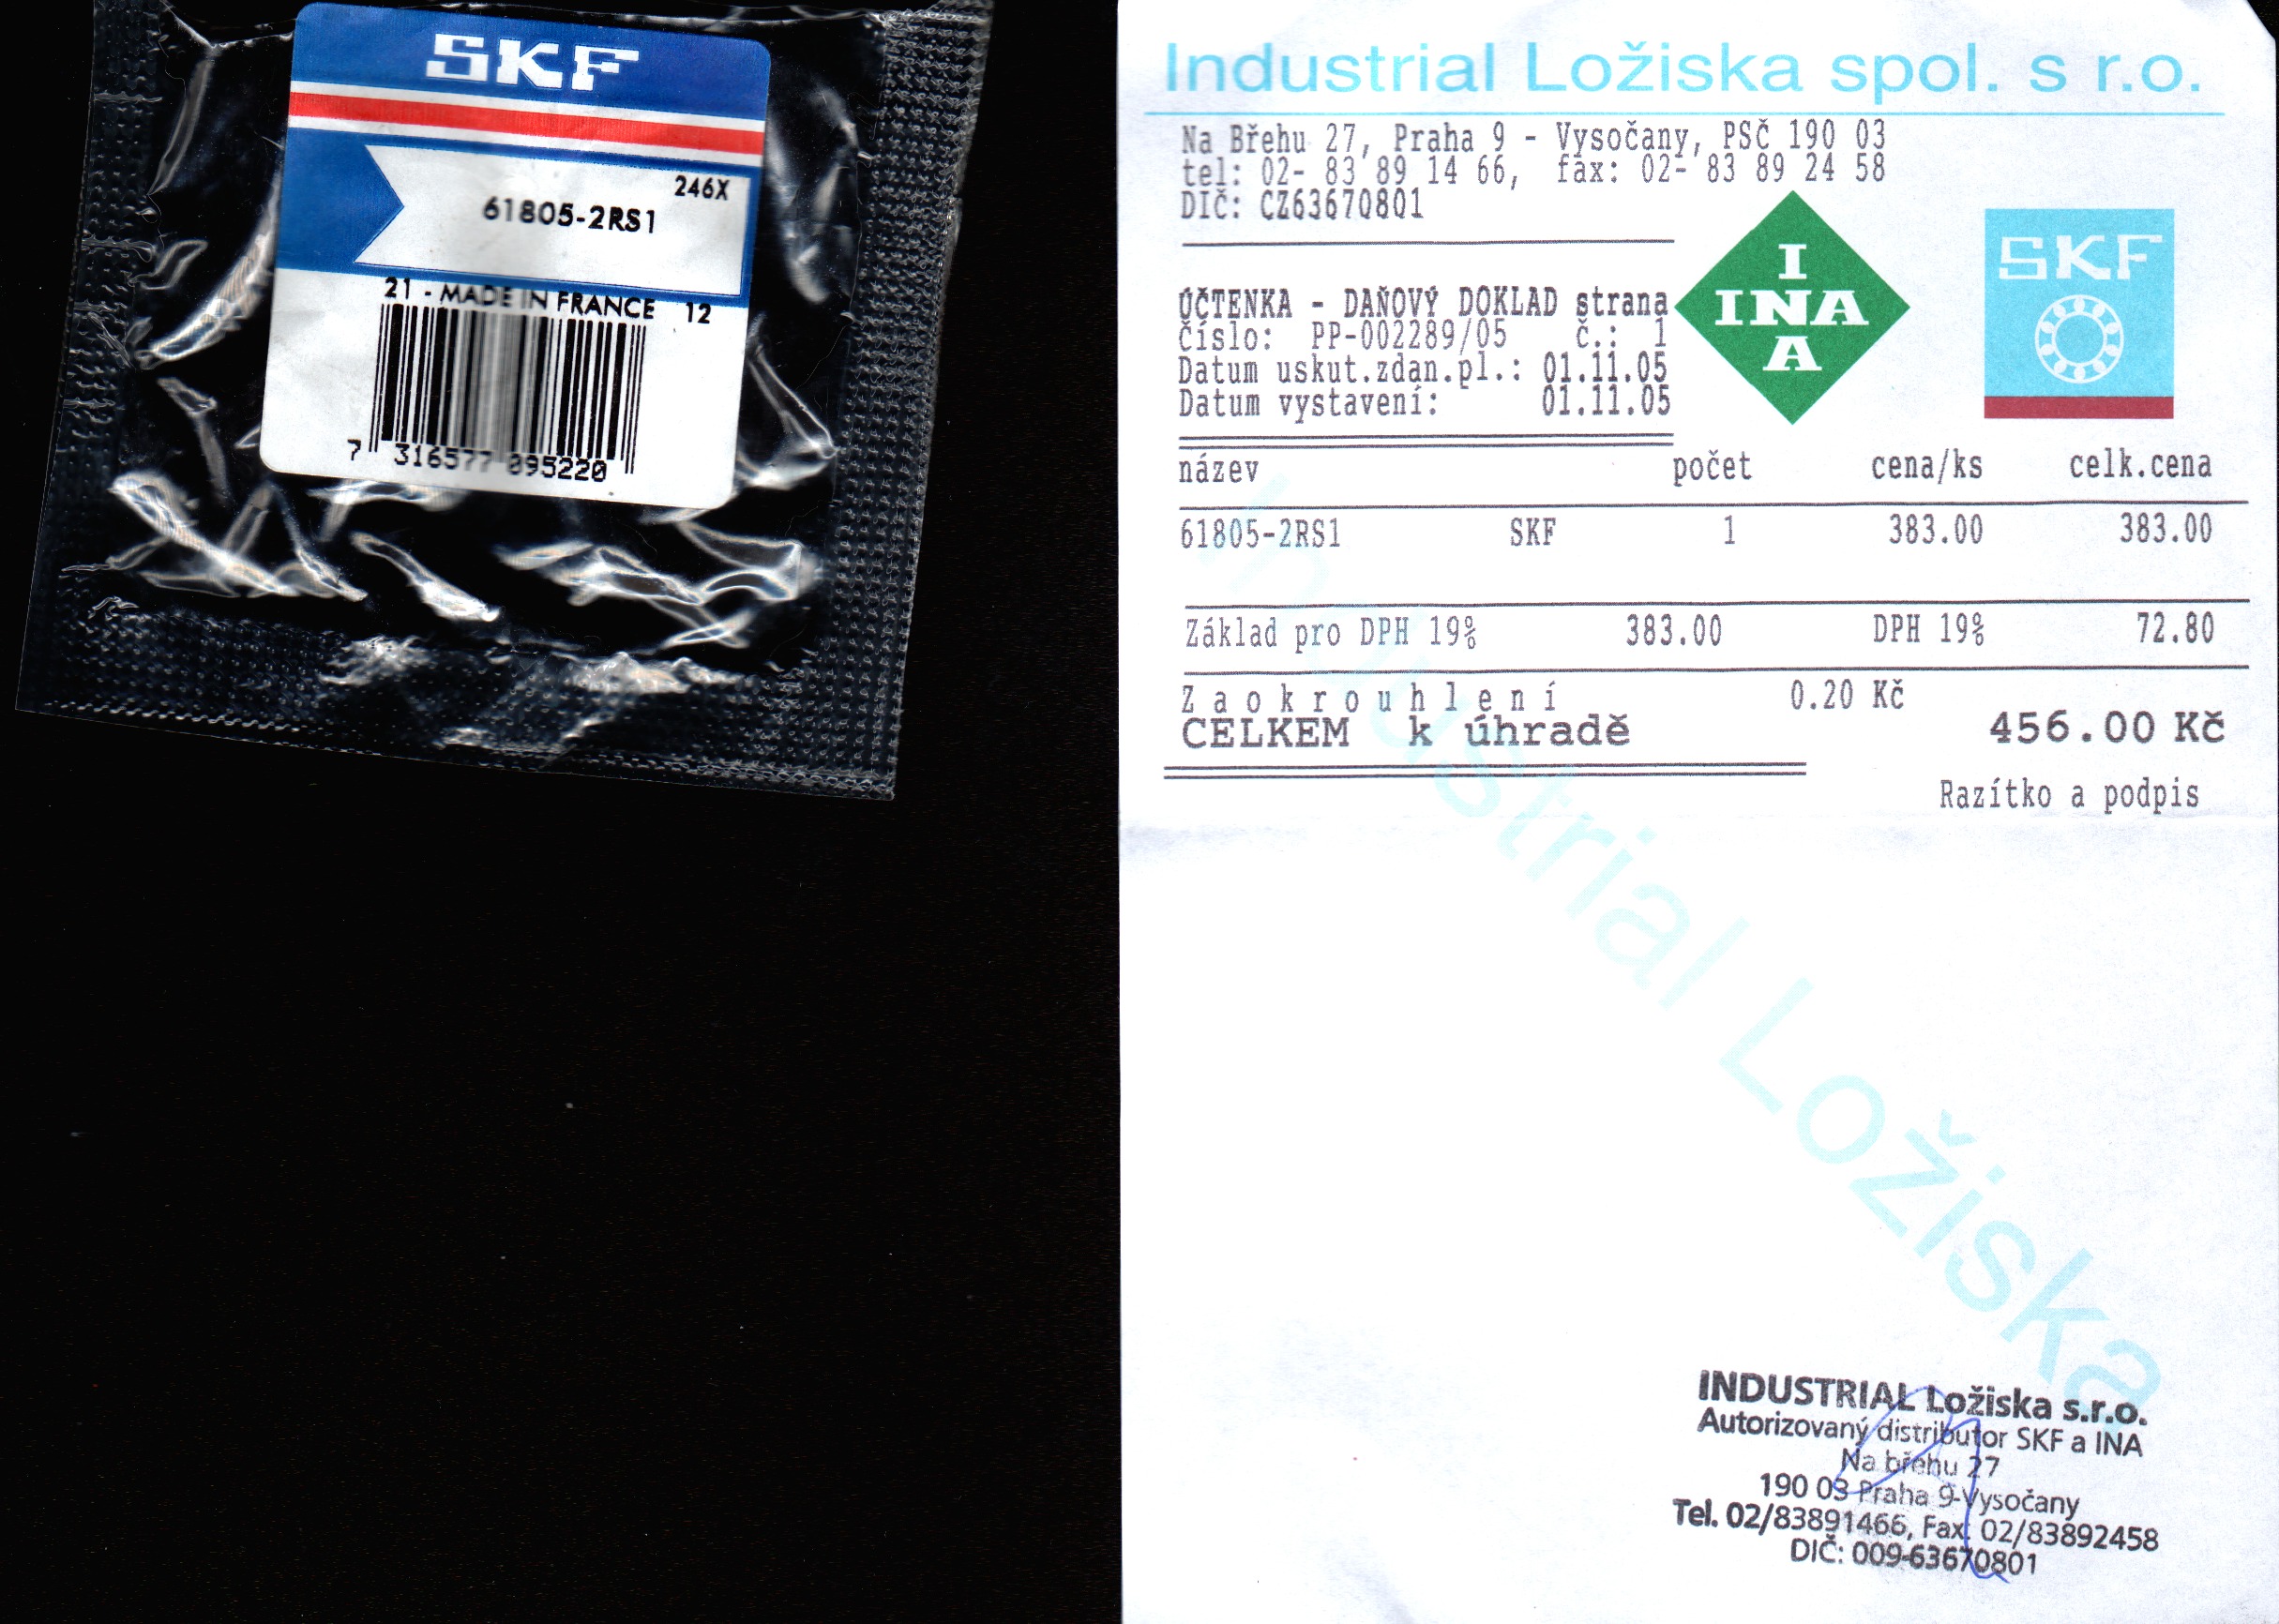 SKF
246X
61805-2RS1
21 - MADE IN FRANCE 12
7 316577 095220
Industrial Ložiska spol. s r.o.
Na Břehu 27, Praha 9 - Vysočany, PSČ 190 03
tel: 02- 83 89 14 66, fax: 02- 83 89 24 58
DIČ: CZ63670801
ÚČTENKA - DAŇOVÝ DOKLAD strana
číslo: PP-002289/05 č.: 1
Datum uskut.zdan.pl.: 01.11.05
Datum vystavení: 01.11.05
I
INA
A
SKF
název počet cena/ks celk.cena
61805-2RS1 SKF 1 383.00 383.00
Základ pro DPH 19% 383.00 DPH 19% 72.80
Zaokrouhlení 0.20 Kč
CELKEM k úhradě 456.00 Kč
Razítko a podpis
Industrial Ložiska
INDUSTRIAL Ložiska s.r.o.
Autorizovaný distributor SKF a INA
Na břehu 27
190 03 Praha 9-Vysočany
Tel. 02/83891466, Fax: 02/83892458
DIČ: 009-63670801